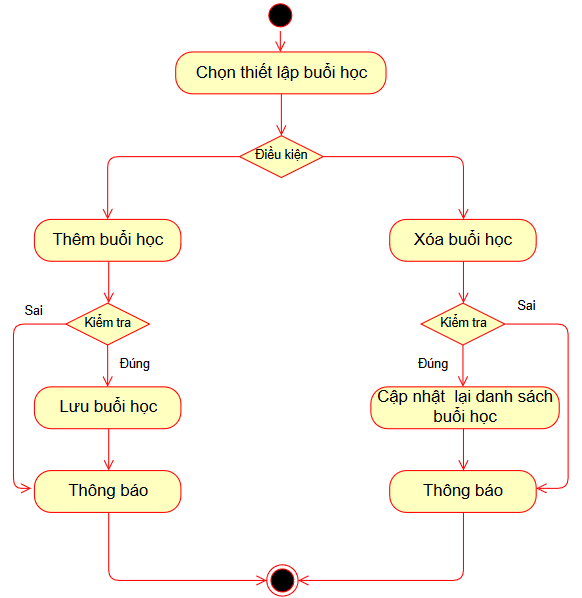 Chọn thiết lập buổi học
Điều kiện
Thêm buổi học
Xóa buổi học
Sai
Kiểm tra
Kiểm tra
Sai
Đúng
Đúng
Lưu buổi học
Cập nhật lại danh sách
buổi học
Thông báo
Thông báo